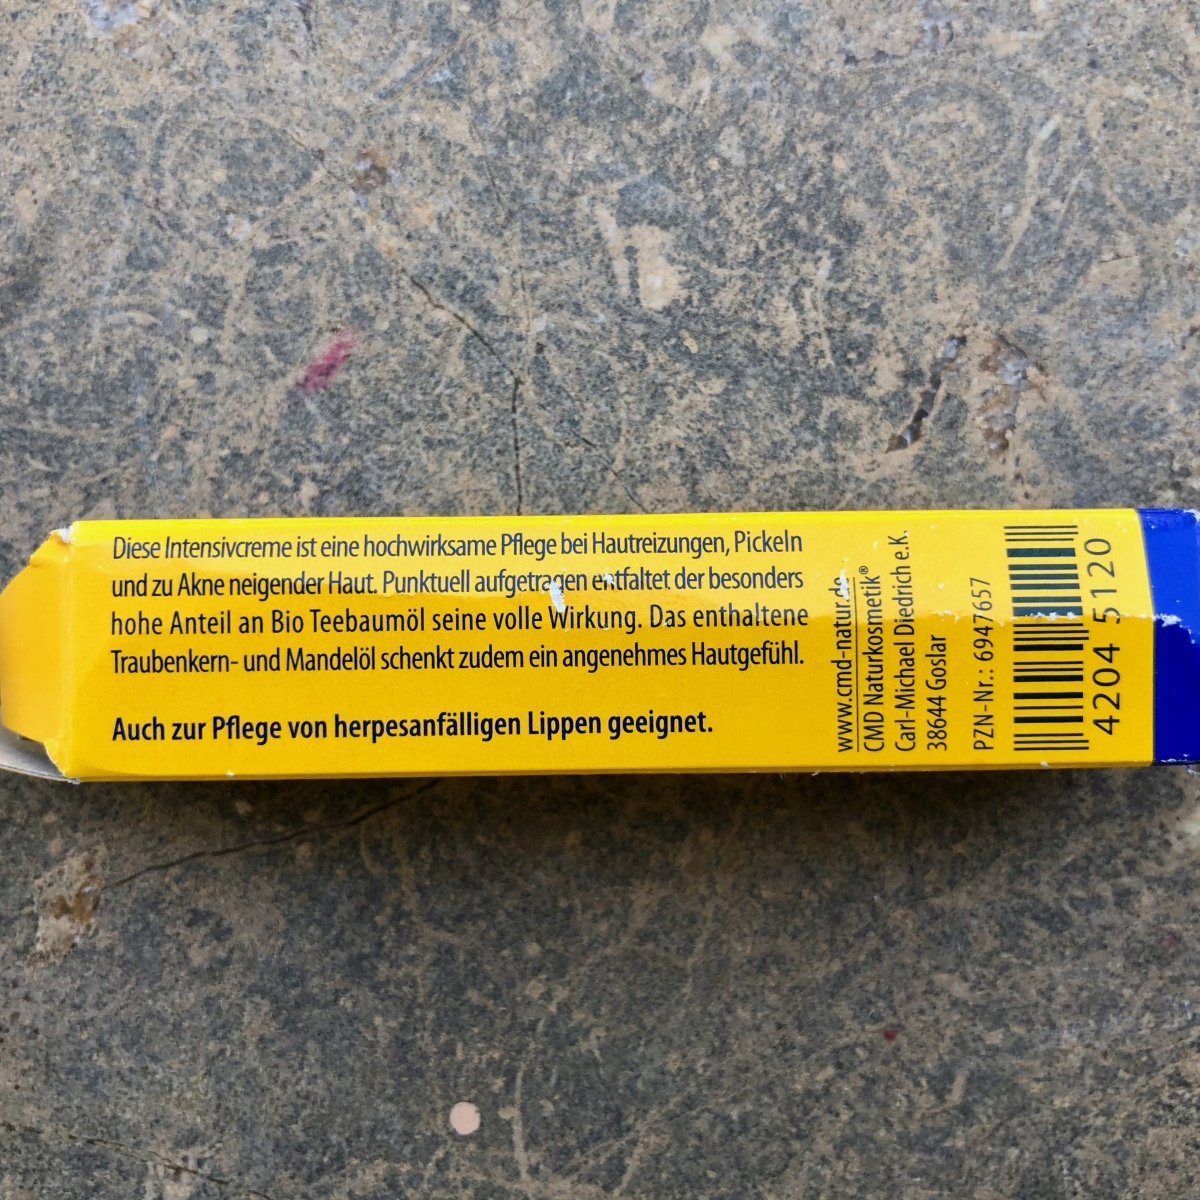 Diese Intensivcreme ist eine hochwirksame Pflege bei Hautreizungen, Pickeln
und zu Akne neigender Haut. Punktuell aufgetragen entfaltet der besonders
hohe Anteil an Bio Teebaumöl seine volle Wirkung. Das enthaltene
Traubenkern- und Mandelöl schenkt zudem ein angenehmes Hautgefühl.
Auch zur Pflege von herpesanfälligen Lippen geeignet.
www.cmd-natur.de
CMD Naturkosmetik®
Carl-Michael Diedrich e.K.
38644 Goslar
PZN-Nr.: 6947657
4204 5120